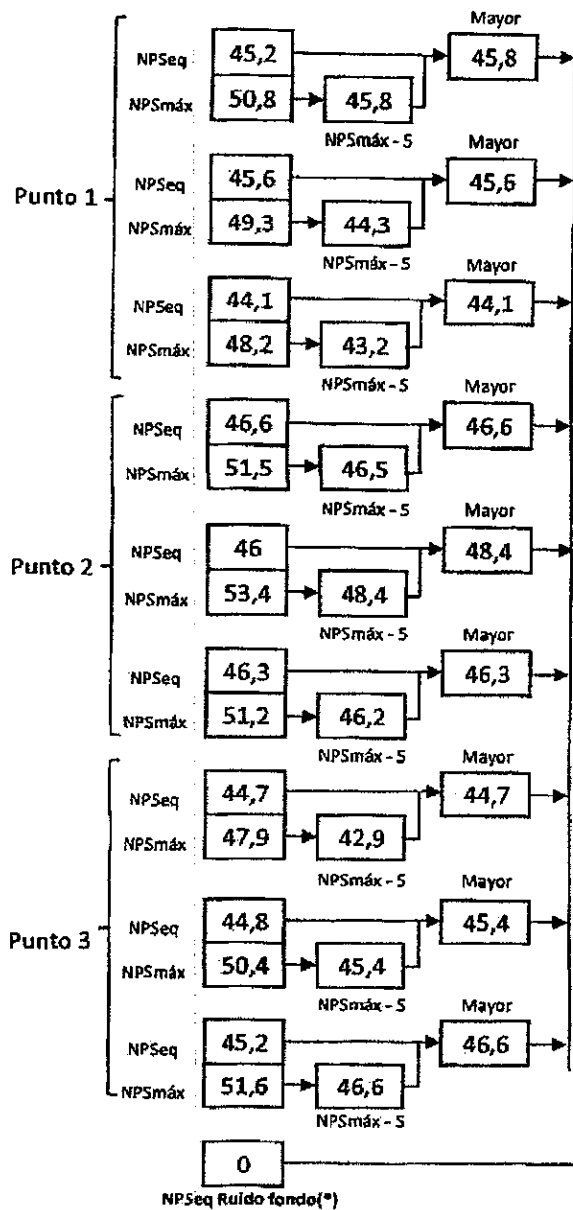 Mayor
NPSeq 45,2 45,8
NPSmáx 50,8 45,8
NPSmáx - 5
Mayor
NPSeq 45,6 45,6
Punto 1
NPSmáx 49,3 44,3
NPSmáx - 5
Mayor
NPSeq 44,1 44,1
NPSmáx 48,2 43,2
NPSmáx - 5
Mayor
NPSeq 46,6 46,6
NPSmáx 51,5 46,5
NPSmáx - 5
Mayor
NPSeq 46 48,4
Punto 2
NPSmáx 53,4 48,4
NPSmáx - 5
Mayor
NPSeq 46,3 46,3
NPSmáx 51,2 46,2
NPSmáx - 5
Mayor
NPSeq 44,7 44,7
NPSmáx 47,9 42,9
NPSmáx - 5
Mayor
NPSeq 44,8 45,4
Punto 3
NPSmáx 50,4 45,4
NPSmáx - 5
Mayor
NPSeq 45,2 46,6
NPSmáx 51,6 46,6
NPSmáx - 5
0
NPSeq Ruido fondo(*)